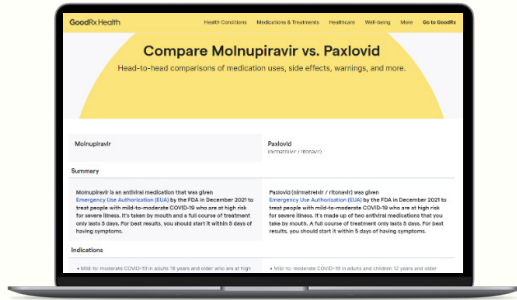 GoodRx Health
Health Conditions Medications & Treatments Healthcare Well-being More Go to GoodRx
Compare Molnupiravir vs. Paxlovid
Head-to-head comparisons of medication uses, side effects, warnings, and more.
Molnupiravir
Paxlovid
(nirmatrelvir / ritonavir)
Summary
Molnupiravir is an antiviral medication that was given
Emergency Use Authorization (EUA) by the FDA in December 2021 to
treat people with mild-to-moderate COVID-19 who are at high risk
for severe illness. It's taken by mouth and a full course of treatment
only lasts 5 days. For best results, you should start it within 5 days of
having symptoms.
Paxlovid (nirmatrelvir / ritonavir) was given
Emergency Use Authorization (EUA) by the FDA in December 2021 to
treat people with mild-to-moderate COVID-19 who are at high risk
for severe illness. It's made up of two antiviral medications that you
take by mouth. A full course of treatment only lasts 5 days. For best
results, you should start it within 5 days of having symptoms.
Indications
• Mild-to-moderate COVID-19 in adults 18 years and older who are at high
• Mild-to-moderate COVID-19 in adults and children 12 years and older